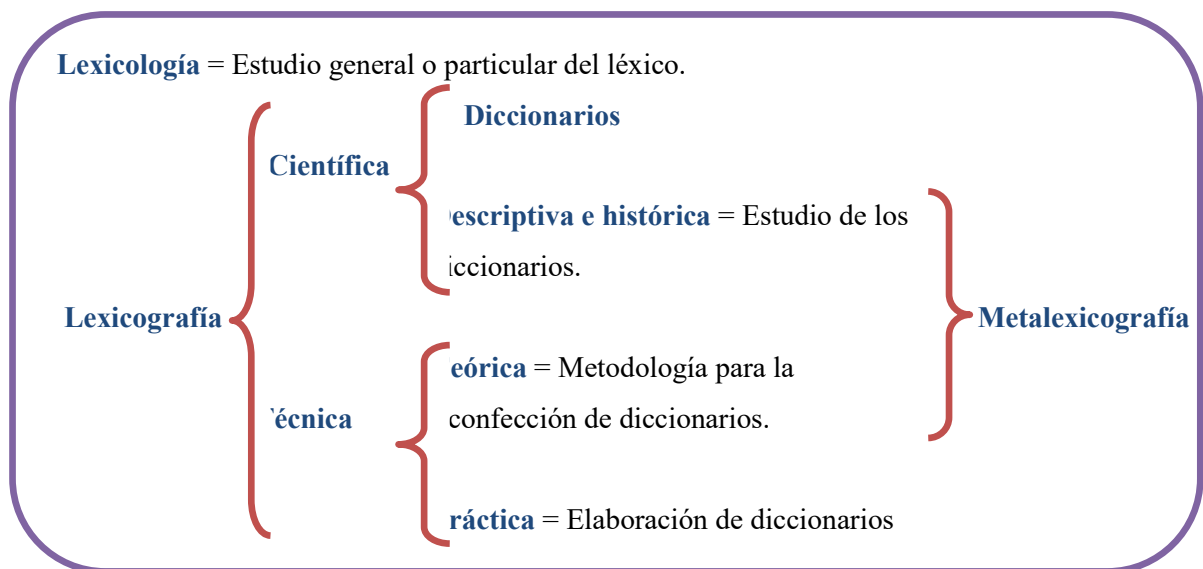 Lexicología = Estudio general o particular del léxico.
Diccionarios
Científica
escriptiva e histórica = Estudio de los
iccionarios.
Lexicografía
Metalexicografía
eórica = Metodología para la
écnica
confección de diccionarios.
ráctica = Elaboración de diccionarios